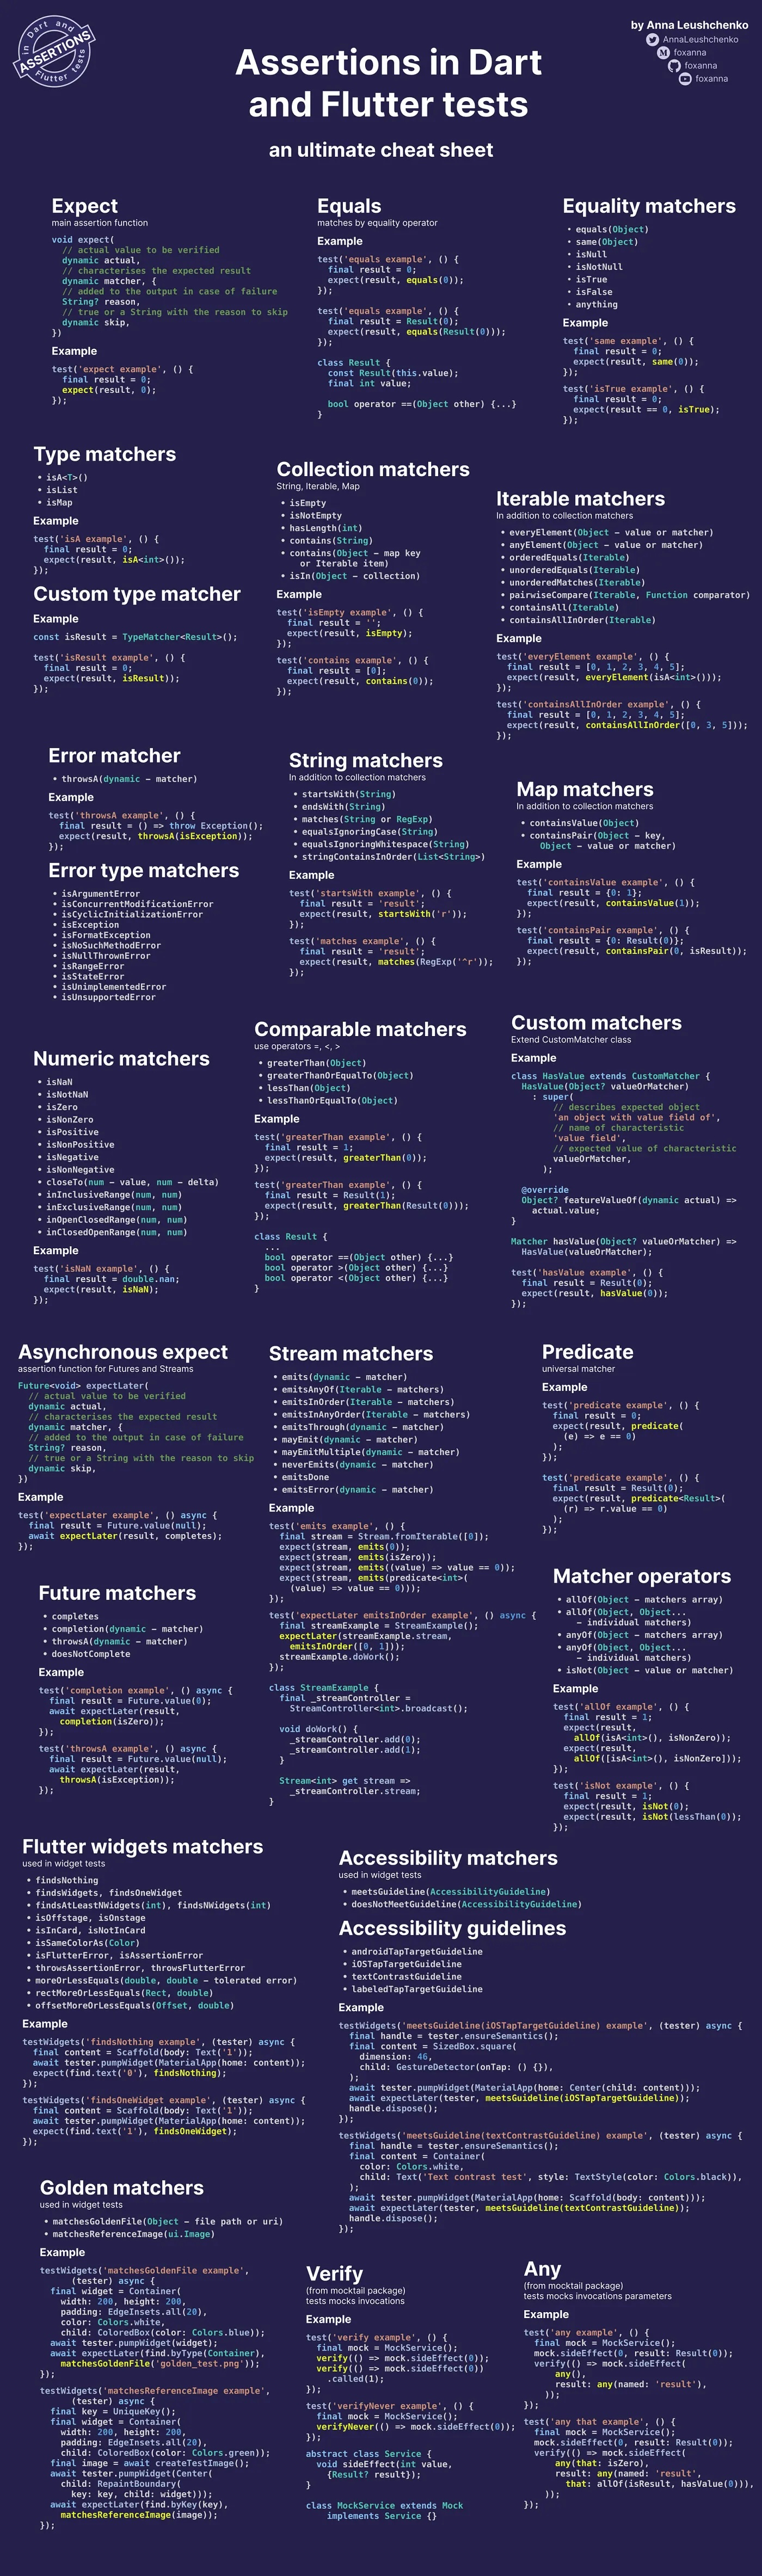 in Dart and
ASSERTIONS
Flutter tests
by Anna Leushchenko
AnnaLeushchenko
foxanna
foxanna
foxanna
Assertions in Dart
and Flutter tests
an ultimate cheat sheet
Expect
main assertion function
void expect(
// actual value to be verified
dynamic actual,
// characterises the expected result
dynamic matcher, {
// added to the output in case of failure
String? reason,
// true or a String with the reason to skip
dynamic skip,
})
Example
test('expect example', () {
final result = 0;
expect(result, 0);
});
Equals
matches by equality operator
Example
test('equals example', () {
final result = 0;
expect(result, equals(0));
});
test('equals example', () {
final result = Result(0);
expect(result, equals(Result(0)));
});
class Result {
const Result(this.value);
final int value;
bool operator ==(Object other) {...}
}
Equality matchers
• equals(Object)
• same(Object)
• isNull
• isNotNull
• isTrue
• isFalse
• anything
Example
test('same example', () {
final result = 0;
expect(result, same(0));
});
test('isTrue example', () {
final result = 0;
expect(result == 0, isTrue);
});
Type matchers
• isA<T>()
• isList
• isMap
Example
test('isA example', () {
final result = 0;
expect(result, isA<int>());
});
Custom type matcher
Example
const isResult = TypeMatcher<Result>();
test('isResult example', () {
final result = 0;
expect(result, isResult));
});
Collection matchers
String, Iterable, Map
• isEmpty
• isNotEmpty
• hasLength(int)
• contains(String)
• contains(Object – map key
or Iterable item)
• isIn(Object – collection)
Example
test('isEmpty example', () {
final result = '';
expect(result, isEmpty);
});
test('contains example', () {
final result = [0];
expect(result, contains(0));
});
Iterable matchers
In addition to collection matchers
• everyElement(Object – value or matcher)
• anyElement(Object – value or matcher)
• orderedEquals(Iterable)
• unorderedEquals(Iterable)
• unorderedMatches(Iterable)
• pairwiseCompare(Iterable, Function comparator)
• containsAll(Iterable)
• containsAllInOrder(Iterable)
Example
test('everyElement example', () {
final result = [0, 1, 2, 3, 4, 5];
expect(result, everyElement(isA<int>()));
});
test('containsAllInOrder example', () {
final result = [0, 1, 2, 3, 4, 5];
expect(result, containsAllInOrder([0, 3, 5]));
});
Error matcher
• throwsA(dynamic – matcher)
Example
test('throwsA example', () {
final result = () => throw Exception();
expect(result, throwsA(isException));
});
Error type matchers
• isArgumentError
• isConcurrentModificationError
• isCyclicInitializationError
• isException
• isFormatException
• isNoSuchMethodError
• isNullThrownError
• isRangeError
• isStateError
• isUnimplementedError
• isUnsupportedError
String matchers
In addition to collection matchers
• startsWith(String)
• endsWith(String)
• matches(String or RegExp)
• equalsIgnoringCase(String)
• equalsIgnoringWhitespace(String)
• stringContainsInOrder(List<String>)
Example
test('startsWith example', () {
final result = 'result';
expect(result, startsWith('r'));
});
test('matches example', () {
final result = 'result';
expect(result, matches(RegExp('^r'));
});
Map matchers
In addition to collection matchers
• containsValue(Object)
• containsPair(Object – key,
Object – value or matcher)
Example
test('containsValue example', () {
final result = {0: 1};
expect(result, containsValue(1));
});
test('containsPair example', () {
final result = {0: Result(0)};
expect(result, containsPair(0, isResult));
});
Numeric matchers
• isNaN
• isNotNaN
• isZero
• isNonZero
• isPositive
• isNonPositive
• isNegative
• isNonNegative
• closeTo(num – value, num – delta)
• inInclusiveRange(num, num)
• inExclusiveRange(num, num)
• inOpenClosedRange(num, num)
• inClosedOpenRange(num, num)
Example
test('isNaN example', () {
final result = double.nan;
expect(result, isNaN);
});
Comparable matchers
use operators =, <, >
• greaterThan(Object)
• greaterThanOrEqualTo(Object)
• lessThan(Object)
• lessThanOrEqualTo(Object)
Example
test('greaterThan example', () {
final result = 1;
expect(result, greaterThan(0));
});
test('greaterThan example', () {
final result = Result(1);
expect(result, greaterThan(Result(0)));
});
class Result {
...
bool operator ==(Object other) {...}
bool operator >(Object other) {...}
bool operator <(Object other) {...}
}
Custom matchers
Extend CustomMatcher class
Example
class HasValue extends CustomMatcher {
HasValue(Object? valueOrMatcher)
: super(
// describes expected object
'an object with value field of',
// name of characteristic
'value field',
// expected value of characteristic
valueOrMatcher,
);
@override
Object? featureValueOf(dynamic actual) =>
actual.value;
}
Matcher hasValue(Object? valueOrMatcher) =>
HasValue(valueOrMatcher);
test('hasValue example', () {
final result = Result(0);
expect(result, hasValue(0));
});
Asynchronous expect
assertion function for Futures and Streams
Future<void> expectLater(
// actual value to be verified
dynamic actual,
// characterises the expected result
dynamic matcher, {
// added to the output in case of failure
String? reason,
// true or a String with the reason to skip
dynamic skip,
})
Example
test('expectLater example', () async {
final result = Future.value(null);
await expectLater(result, completes);
});
Future matchers
• completes
• completion(dynamic – matcher)
• throwsA(dynamic – matcher)
• doesNotComplete
Example
test('completion example', () async {
final result = Future.value(0);
await expectLater(result,
completion(isZero));
});
test('throwsA example', () async {
final result = Future.value(null);
await expectLater(result,
throwsA(isException));
});
Stream matchers
• emits(dynamic – matcher)
• emitsAnyOf(Iterable – matchers)
• emitsInOrder(Iterable – matchers)
• emitsInAnyOrder(Iterable – matchers)
• emitsThrough(dynamic – matcher)
• mayEmit(dynamic – matcher)
• mayEmitMultiple(dynamic – matcher)
• neverEmits(dynamic – matcher)
• emitsDone
• emitsError(dynamic – matcher)
Example
test('emits example', () {
final stream = Stream.fromIterable([0]);
expect(stream, emits(0));
expect(stream, emits(isZero));
expect(stream, emits((value) => value == 0));
expect(stream, emits(predicate<int>(
(value) => value == 0)));
});
test('expectLater emitsInOrder example', () async {
final streamExample = StreamExample();
expectLater(streamExample.stream,
emitsInOrder([0, 1]));
streamExample.doWork();
});
class StreamExample {
final _streamController =
StreamController<int>.broadcast();
void doWork() {
_streamController.add(0);
_streamController.add(1);
}
Stream<int> get stream =>
_streamController.stream;
}
Predicate
universal matcher
Example
test('predicate example', () {
final result = 0;
expect(result, predicate(
(e) => e == 0)
);
});
test('predicate example', () {
final result = Result(0);
expect(result, predicate<Result>(
(r) => r.value == 0)
);
});
Matcher operators
• allOf(Object – matchers array)
• allOf(Object, Object...
– individual matchers)
• anyOf(Object – matchers array)
• anyOf(Object, Object...
– individual matchers)
• isNot(Object – value or matcher)
Example
test('allOf example', () {
final result = 1;
expect(result,
allOf(isA<int>(), isNonZero));
expect(result,
allOf([isA<int>(), isNonZero]));
});
test('isNot example', () {
final result = 1;
expect(result, isNot(0);
expect(result, isNot(lessThan(0));
});
Flutter widgets matchers
used in widget tests
• findsNothing
• findsWidgets, findsOneWidget
• findsAtLeastNWidgets(int), findsNWidgets(int)
• isOffstage, isOnstage
• isInCard, isNotInCard
• isSameColorAs(Color)
• isFlutterError, isAssertionError
• throwsAssertionError, throwsFlutterError
• moreOrLessEquals(double, double – tolerated error)
• rectMoreOrLessEquals(Rect, double)
• offsetMoreOrLessEquals(Offset, double)
Example
testWidgets('findsNothing example', (tester) async {
final content = Scaffold(body: Text('1'));
await tester.pumpWidget(MaterialApp(home: content));
expect(find.text('0'), findsNothing);
});
testWidgets('findsOneWidget example', (tester) async {
final content = Scaffold(body: Text('1'));
await tester.pumpWidget(MaterialApp(home: content));
expect(find.text('1'), findsOneWidget);
});
Accessibility matchers
used in widget tests
• meetsGuideline(AccessibilityGuideline)
• doesNotMeetGuideline(AccessibilityGuideline)
Accessibility guidelines
• androidTapTargetGuideline
• iOSTapTargetGuideline
• textContrastGuideline
• labeledTapTargetGuideline
Example
testWidgets('meetsGuideline(iOSTapTargetGuideline) example', (tester) async {
final handle = tester.ensureSemantics();
final content = SizedBox.square(
dimension: 46,
child: GestureDetector(onTap: () {}),
);
await tester.pumpWidget(MaterialApp(home: Center(child: content)));
await expectLater(tester, meetsGuideline(iOSTapTargetGuideline));
handle.dispose();
});
testWidgets('meetsGuideline(textContrastGuideline) example', (tester) async {
final handle = tester.ensureSemantics();
final content = Container(
color: Colors.white,
child: Text('Text contrast test', style: TextStyle(color: Colors.black)),
);
await tester.pumpWidget(MaterialApp(home: Scaffold(body: content)));
await expectLater(tester, meetsGuideline(textContrastGuideline));
handle.dispose();
});
Golden matchers
used in widget tests
• matchesGoldenFile(Object – file path or uri)
• matchesReferenceImage(ui.Image)
Example
testWidgets('matchesGoldenFile example',
(tester) async {
final widget = Container(
width: 200, height: 200,
padding: EdgeInsets.all(20),
color: Colors.white,
child: ColoredBox(color: Colors.blue));
await tester.pumpWidget(widget);
await expectLater(find.byType(Container),
matchesGoldenFile('golden_test.png'));
});
testWidgets('matchesReferenceImage example',
(tester) async {
final key = UniqueKey();
final widget = Container(
width: 200, height: 200,
padding: EdgeInsets.all(20),
child: ColoredBox(color: Colors.green));
final image = await createTestImage();
await tester.pumpWidget(Center(
child: RepaintBoundary(
key: key, child: widget)));
await expectLater(find.byKey(key),
matchesReferenceImage(image));
});
Verify
(from mocktail package)
tests mocks invocations
Example
test('verify example', () {
final mock = MockService();
verify(() => mock.sideEffect(0));
verify(() => mock.sideEffect(0))
.called(1);
});
test('verifyNever example', () {
final mock = MockService();
verifyNever(() => mock.sideEffect(0));
});
abstract class Service {
void sideEffect(int value,
{Result? result});
}
class MockService extends Mock
implements Service {}
Any
(from mocktail package)
tests mocks invocations parameters
Example
test('any example', () {
final mock = MockService();
mock.sideEffect(0, result: Result(0));
verify(() => mock.sideEffect(
any(),
result: any(named: 'result'),
));
});
test('any that example', () {
final mock = MockService();
mock.sideEffect(0, result: Result(0));
verify(() => mock.sideEffect(
any(that: isZero),
result: any(named: 'result',
that: allOf(isResult, hasValue(0))),
));
});